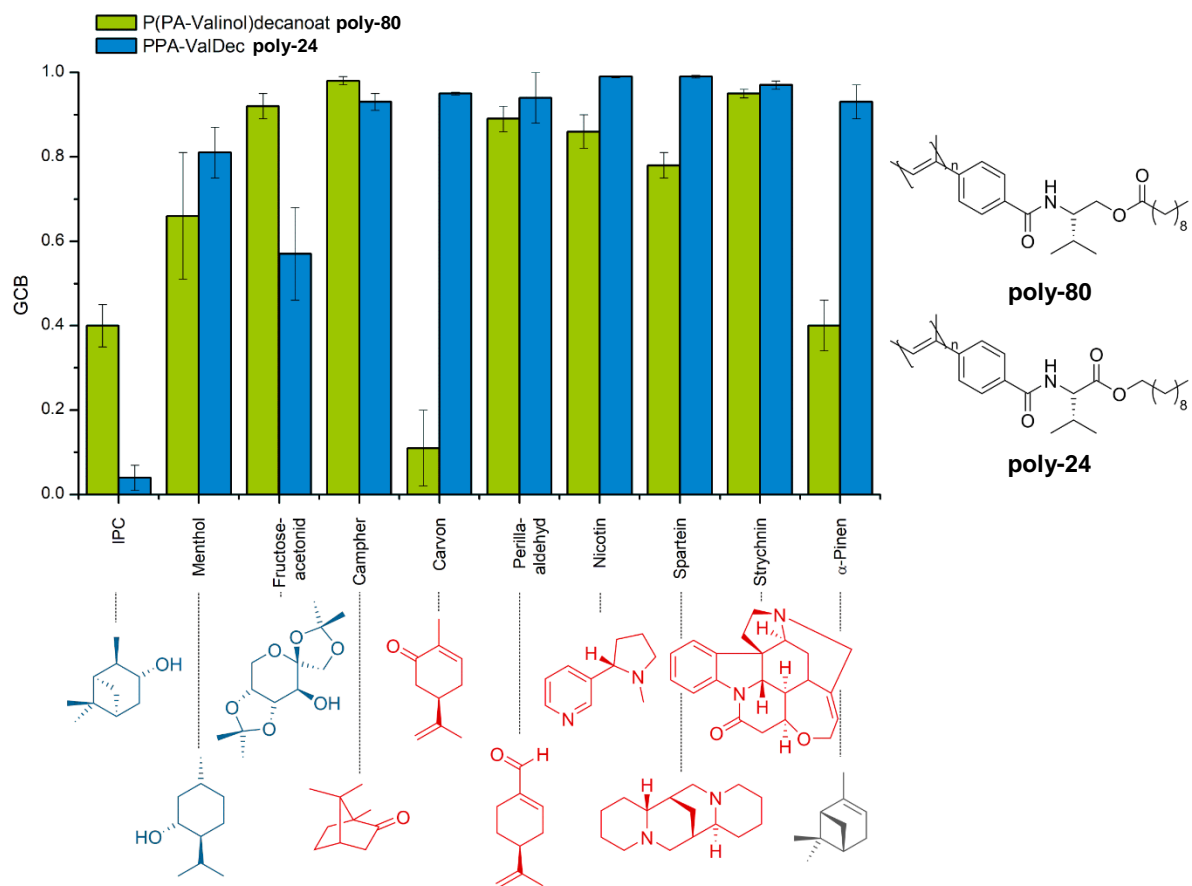 P(PA-Valinol)decanoat poly-80
PPA-ValDec poly-24
1.0
0.8
0.6
0.4
0.2
0.0
GCB
IPC
Menthol
Fructose-
acetonid
Campher
Carvon
Perilla-
aldehyd
Nicotin
Spartein
Strychnin
α-Pinen
n
H
N
O
O
O
8
poly-80
n
H
N
O
O
O
8
poly-24
OH
HO
O
O
O
O
O
OH
O
O
O
H
H
N
N
H
N
N
H
N
H
H
N
H
H
O
O